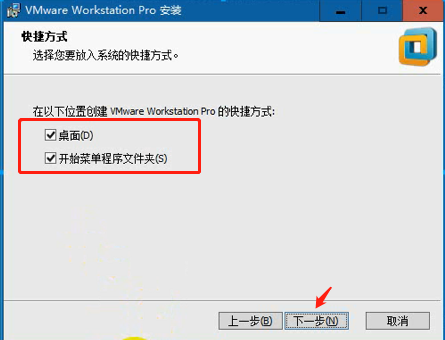 VMware Workstation Pro 安装
快捷方式
选择您要放入系统的快捷方式。
在以下位置创建 VMware Workstation Pro 的快捷方式:
桌面(D)
开始菜单程序文件夹(S)
上一步(B) 下一步(N) 取消